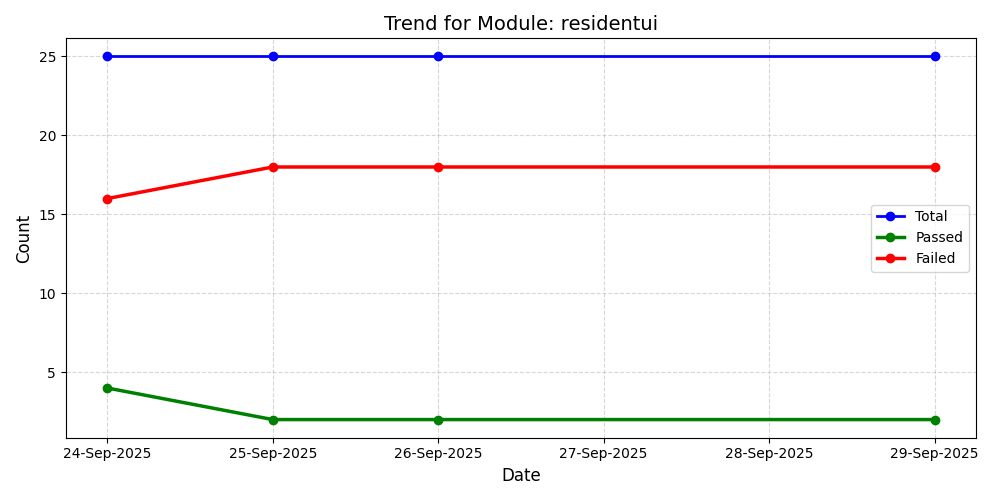 Trend for Module: residentui
25
20
15
10
5
Count
Total
Passed
Failed
24-Sep-2025 25-Sep-2025 26-Sep-2025 27-Sep-2025 28-Sep-2025 29-Sep-2025
Date